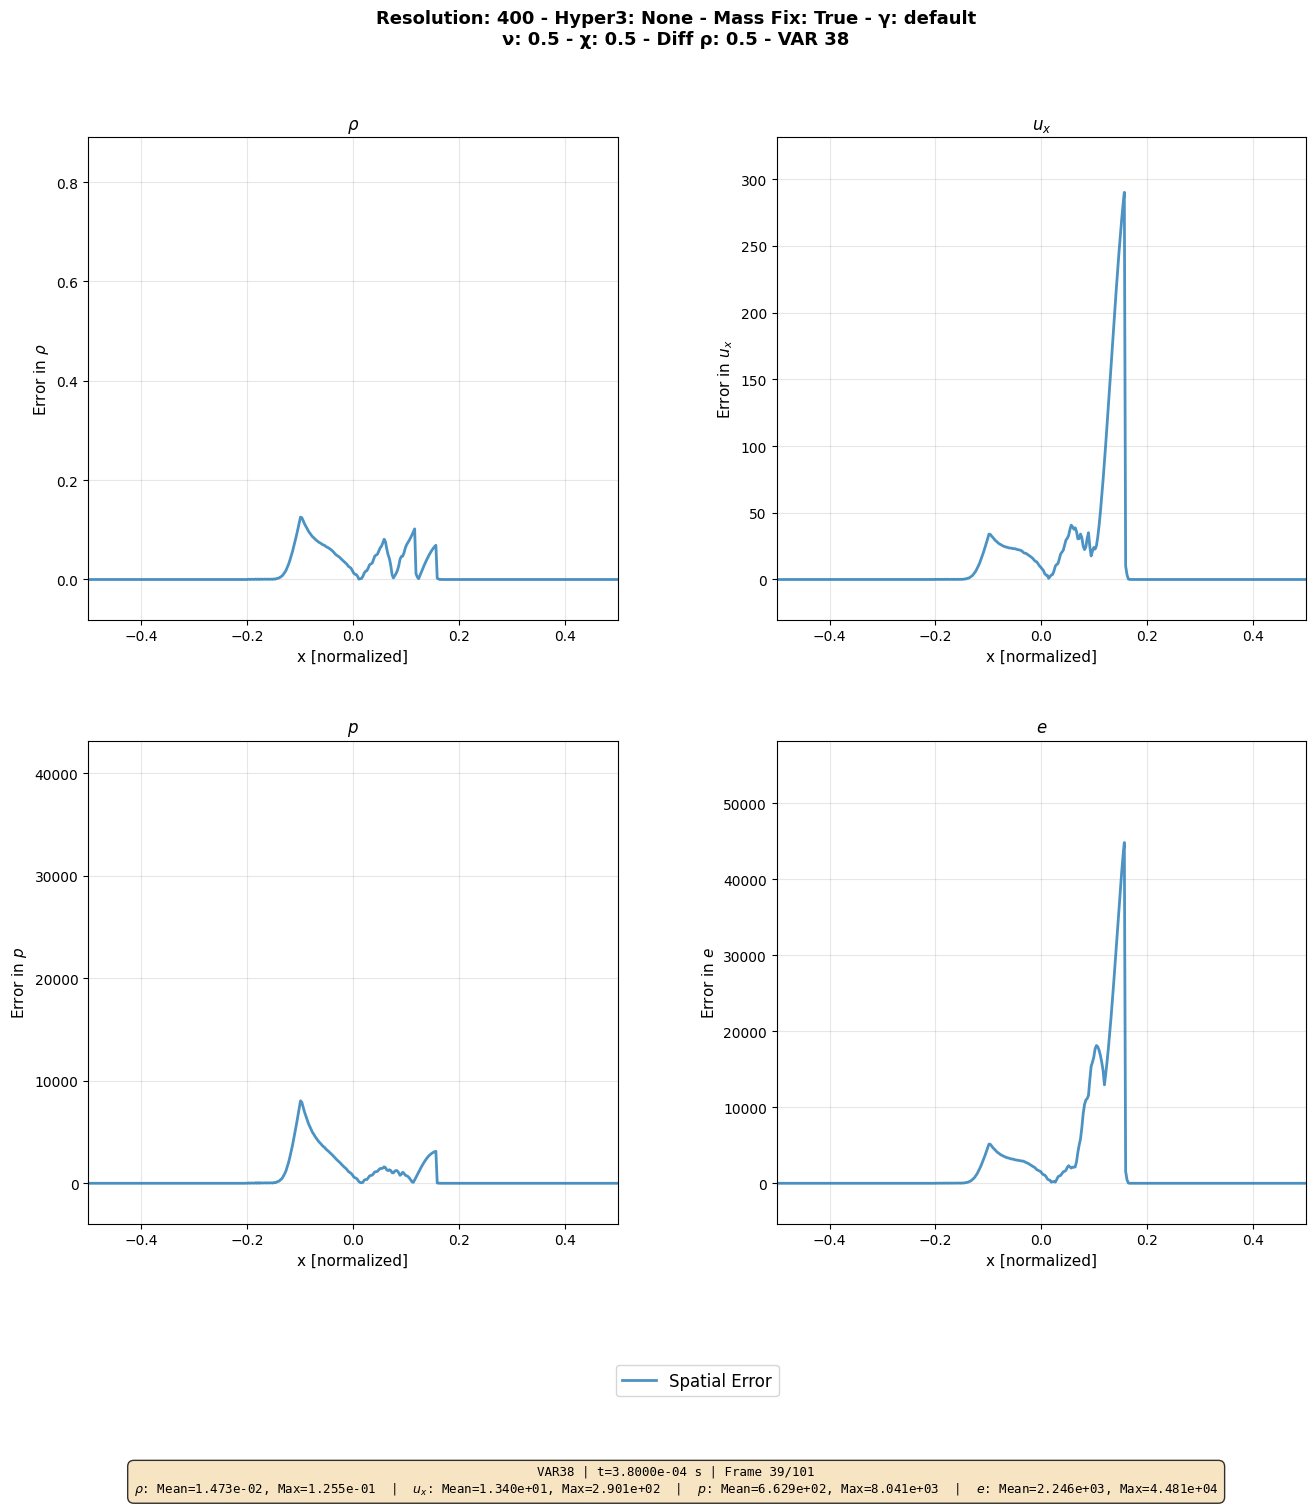 Resolution: 400 - Hyper3: None - Mass Fix: True - γ: default
ν: 0.5 - χ: 0.5 - Diff ρ: 0.5 - VAR 38
ρ
Error in ρ
0.8
0.6
0.4
0.2
0.0
−0.4 −0.2 0.0 0.2 0.4
x [normalized]
u_x
Error in u_x
300
250
200
150
100
50
0
−0.4 −0.2 0.0 0.2 0.4
x [normalized]
p
Error in p
40000
30000
20000
10000
0
−0.4 −0.2 0.0 0.2 0.4
x [normalized]
e
Error in e
50000
40000
30000
20000
10000
0
−0.4 −0.2 0.0 0.2 0.4
x [normalized]
Spatial Error
VAR38 | t=3.8000e-04 s | Frame 39/101
ρ: Mean=1.473e-02, Max=1.255e-01 | u_x: Mean=1.340e+01, Max=2.901e+02 | p: Mean=6.629e+02, Max=8.041e+03 | e: Mean=2.246e+03, Max=4.481e+04